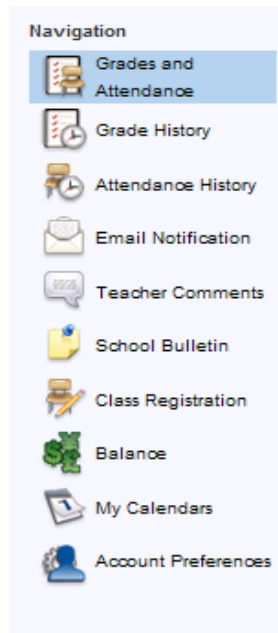 Navigation
Grades and
Attendance
Grade History
Attendance History
Email Notification
Teacher Comments
School Bulletin
Class Registration
Balance
My Calendars
Account Preferences